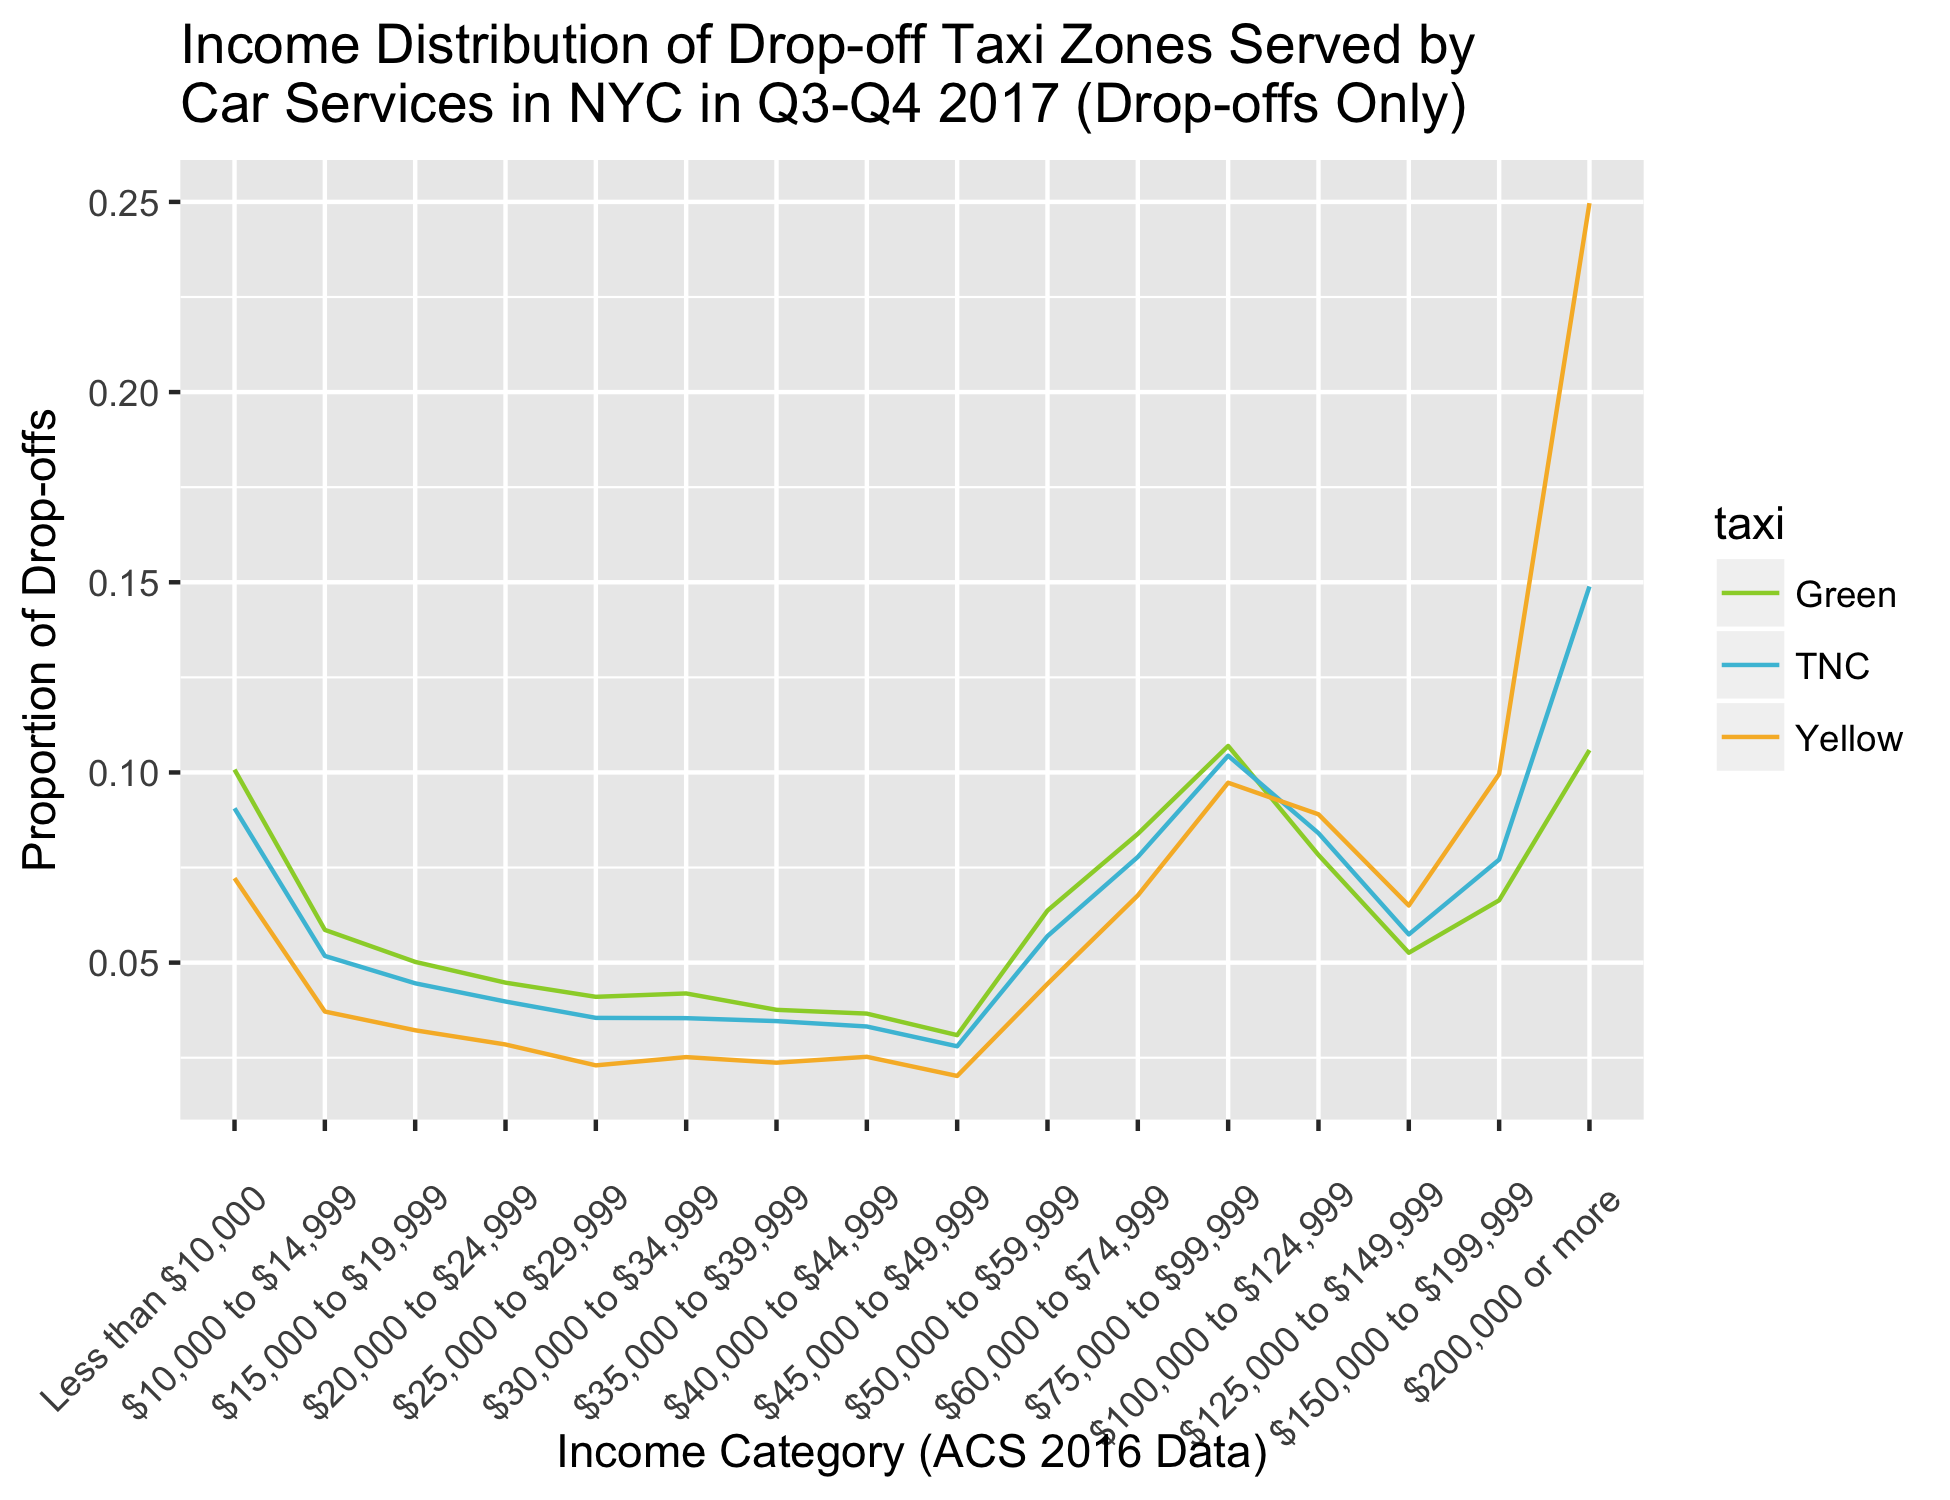 Income Distribution of Drop-off Taxi Zones Served by
Car Services in NYC in Q3-Q4 2017 (Drop-offs Only)
Proportion of Drop-offs
0.25
0.20
0.15
0.10
0.05
taxi
Green
TNC
Yellow
Less than $10,000
$10,000 to $14,999
$15,000 to $19,999
$20,000 to $24,999
$25,000 to $29,999
$30,000 to $34,999
$35,000 to $39,999
$40,000 to $44,999
$45,000 to $49,999
$50,000 to $59,999
$60,000 to $74,999
$75,000 to $99,999
$100,000 to $124,999
$125,000 to $149,999
$150,000 to $199,999
$200,000 or more
Income Category (ACS 2016 Data)